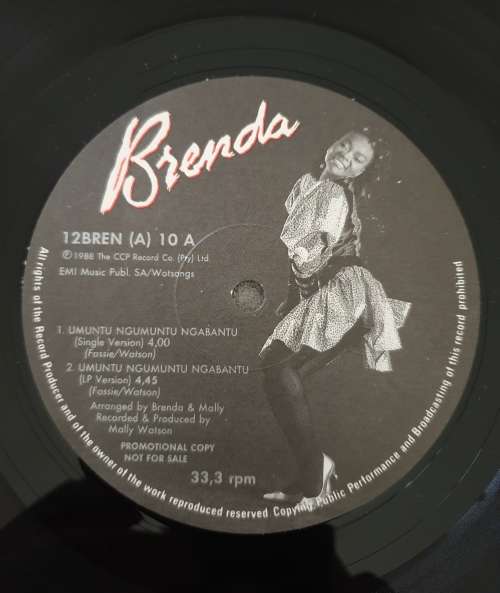 Brenda
12BREN (A) 10 A
℗1988 The CCP Record Co. (Pty) Ltd.
EMI Music Publ. SA/Watsongs
1. UMUNTU NGUMUNTU NGABANTU
(Single Version) 4,00
(Fassie/Watson)
2. UMUNTU NGUMUNTU NGABANTU
(LP Version) 4,45
(Fassie/Watson)
Arranged by Brenda & Mally
Recorded & Produced by
Mally Watson
PROMOTIONAL COPY
NOT FOR SALE
33,3 rpm
All rights of the Record Producer and of the owner of the work reproduced reserved Copying Public Performance and Broadcasting of this record prohibited